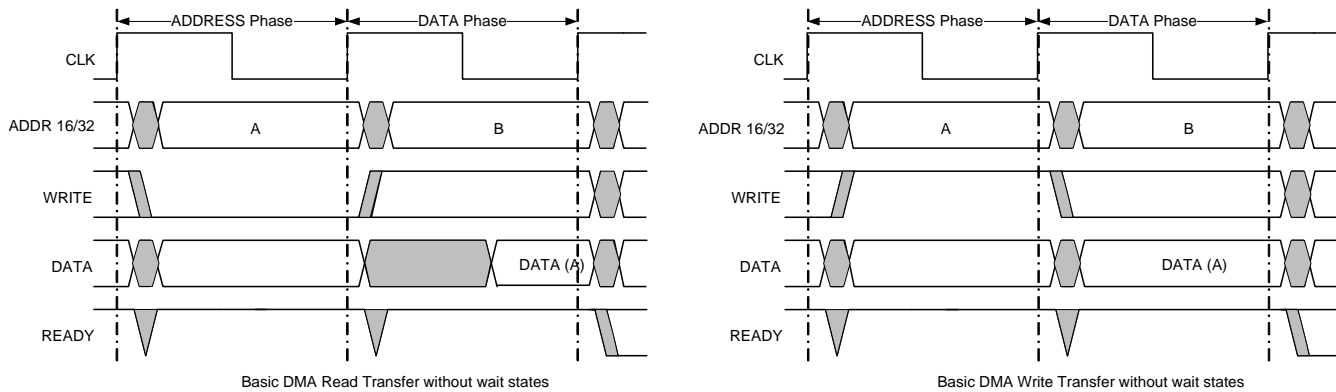 ADDRESS Phase DATA Phase
CLK
ADDR 16/32 A B
WRITE
DATA DATA (A)
READY
Basic DMA Read Transfer without wait states
ADDRESS Phase DATA Phase
CLK
ADDR 16/32 A B
WRITE
DATA DATA (A)
READY
Basic DMA Write Transfer without wait states